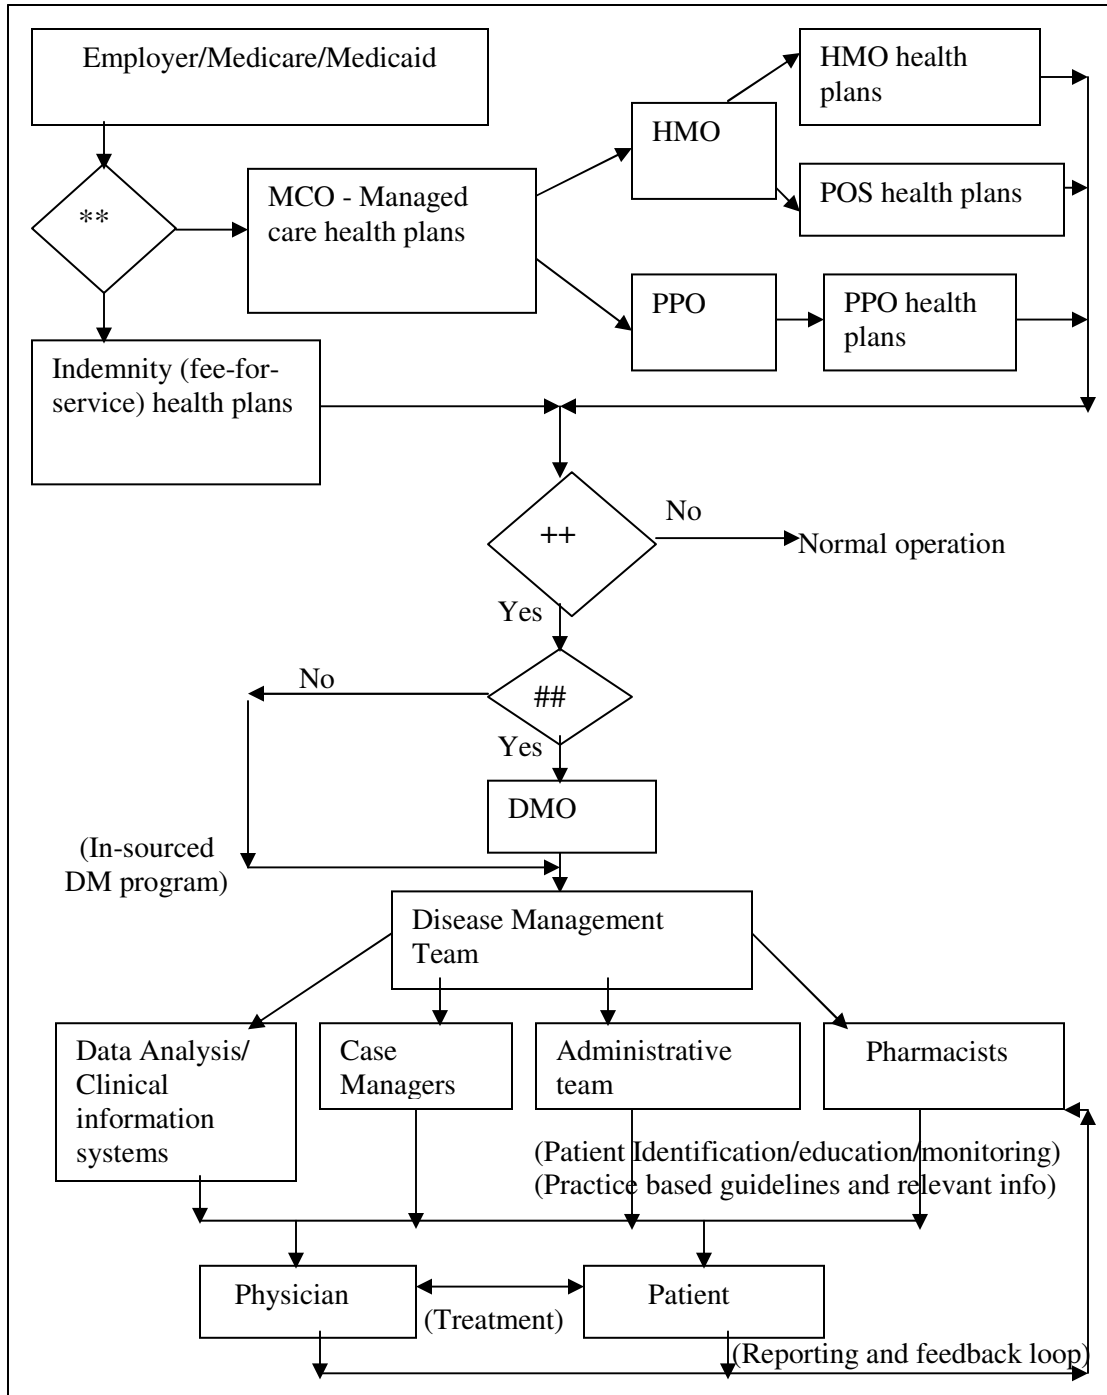 Employer/Medicare/Medicaid
HMO health
plans
HMO
**
MCO - Managed
care health plans
POS health plans
PPO
PPO health
plans
Indemnity (fee-for-
service) health plans
++
No
Normal operation
Yes
No
##
Yes
DMO
(In-sourced
DM program)
Disease Management
Team
Data Analysis/
Clinical
information
systems
Case
Managers
Administrative
team
Pharmacists
(Patient Identification/education/monitoring)
(Practice based guidelines and relevant info)
Physician
(Treatment)
Patient
(Reporting and feedback loop)